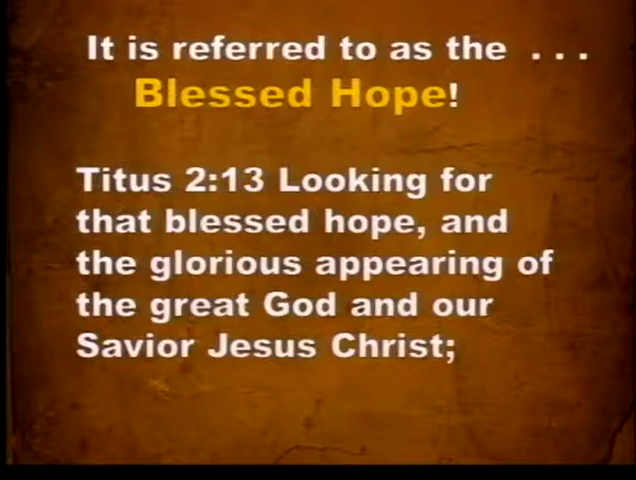 It is referred to as the . . .
Blessed Hope!
Titus 2:13 Looking for
that blessed hope, and
the glorious appearing of
the great God and our
Savior Jesus Christ;